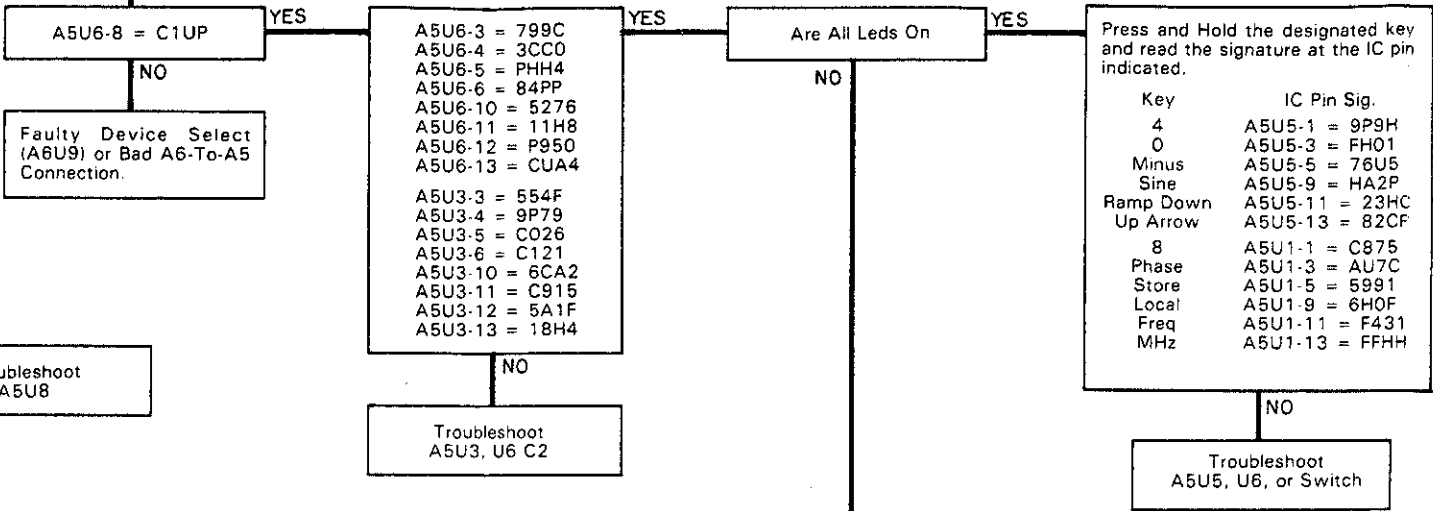 A5U6-8 = C1UP
YES
NO
Faulty Device Select
(A6U9) or Bad A6-To-A5
Connection.
ubleshoot
A5U8
A5U6-3 = 799C
A5U6-4 = 3CC0
A5U6-5 = PHH4
A5U6-6 = 84PP
A5U6-10 = 5276
A5U6-11 = 11H8
A5U6-12 = P950
A5U6-13 = CUA4
A5U3-3 = 554F
A5U3-4 = 9P79
A5U3-5 = C026
A5U3-6 = C121
A5U3-10 = 6CA2
A5U3-11 = C915
A5U3-12 = 5A1F
A5U3-13 = 18H4
YES
NO
Troubleshoot
A5U3, U6 C2
Are All Leds On
YES
NO
Press and Hold the designated key
and read the signature at the IC pin
indicated.
Key IC Pin Sig.
4 A5U5-1 = 9P9H
0 A5U5-3 = FH01
Minus A5U5-5 = 76U5
Sine A5U5-9 = HA2P
Ramp Down A5U5-11 = 23HC
Up Arrow A5U5-13 = 82CF
8 A5U1-1 = C875
Phase A5U1-3 = AU7C
Store A5U1-5 = 5991
Local A5U1-9 = 6H0F
Freq A5U1-11 = F431
MHz A5U1-13 = FFHH
NO
Troubleshoot
A5U5, U6, or Switch